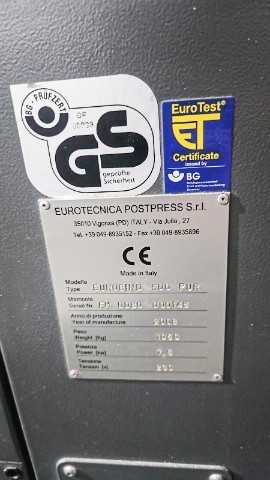 BG - PRÜFZERT
GS
geprüfte
Sicherheit
EuroTest®
ET
Certificate
issued by
BG
EUROTECNICA POSTPRESS S.r.l.
35010 Vigonza (PD) ITALY - Via Julia, 27
Tel. +39 049-8935152 - Fax +39 049-8935896
CE
Made in Italy
Modello
Type EUROBIND 600 PUR
Matricola
Serial Nr.
Anno di produzione
Year of manufacture 2008
Peso
Weight (Kg)
Potenza
Power (kw) 7,5
Tensione
Tension (v)